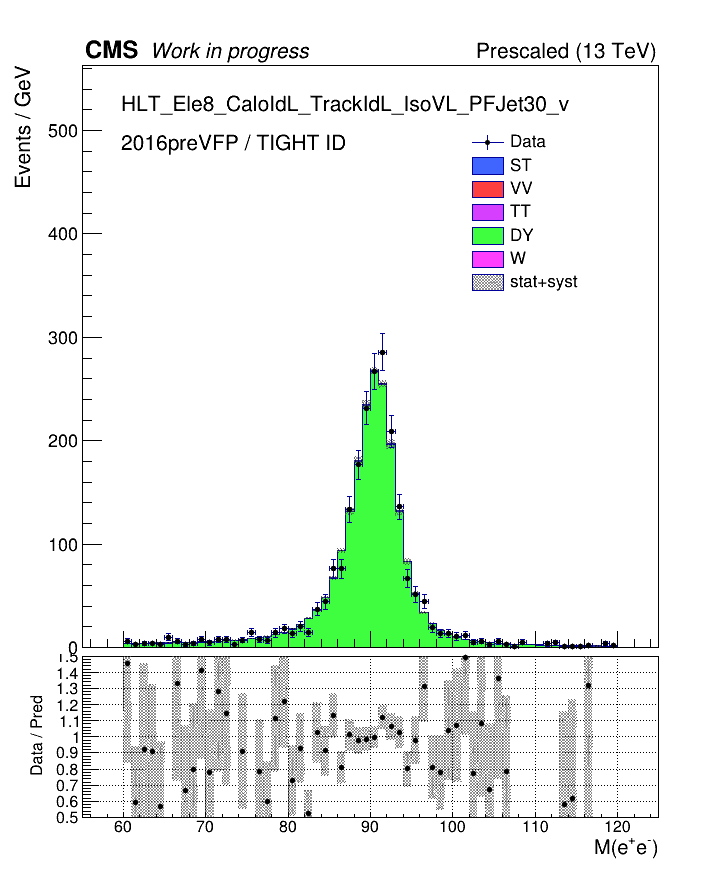 CMS Work in progress Prescaled (13 TeV)
Events / GeV
HLT_Ele8_CaloIdL_TrackIdL_IsoVL_PFJet30_v
2016preVFP / TIGHT ID
Data
ST
VV
TT
DY
W
stat+syst
500
400
300
200
100
0
Data / Pred
1.5
1.4
1.3
1.2
1.1
1
0.9
0.8
0.7
0.6
0.5
60 70 80 90 100 110 120
M(e⁺e⁻)